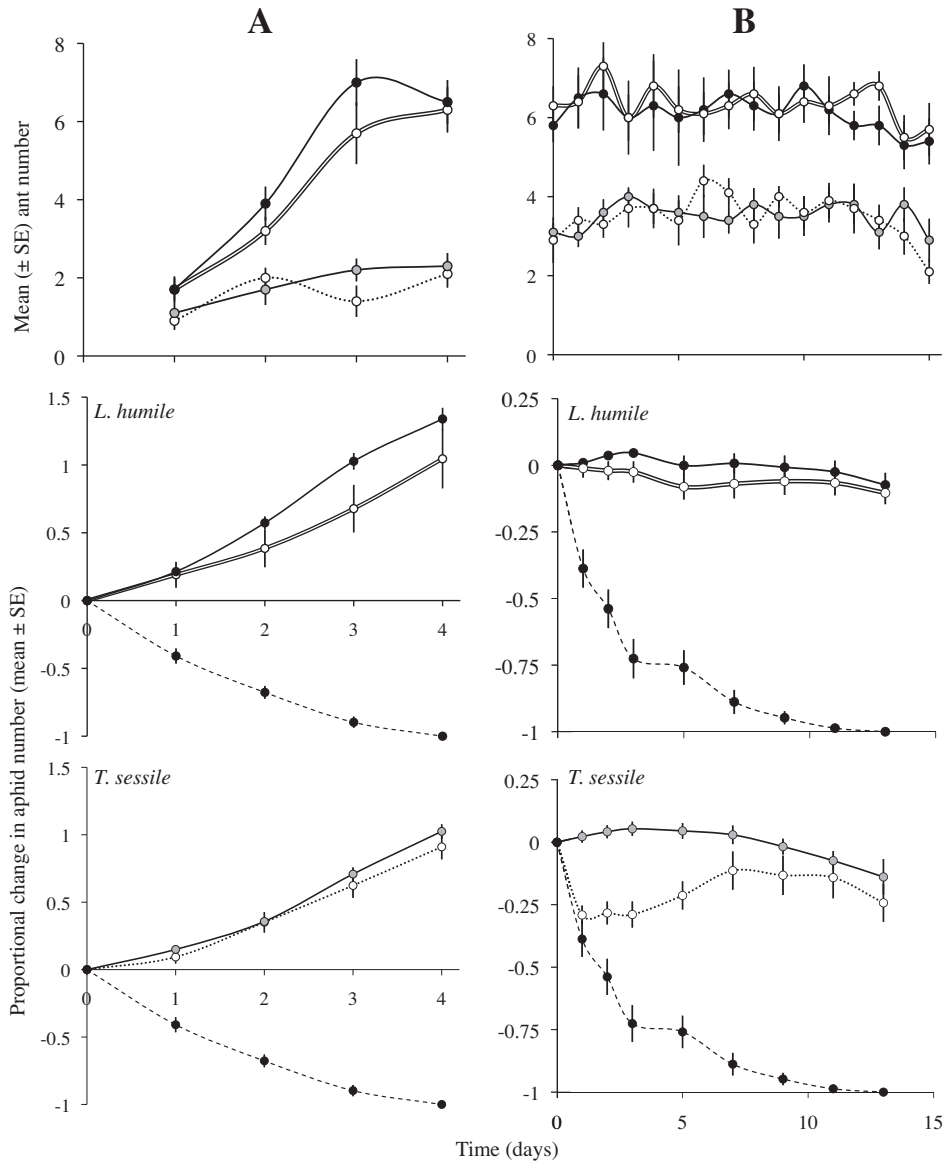 A
B
Mean (± SE) ant number
8
6
4
2
0
8
6
4
2
0
Proportional change in aphid number (mean ± SE)
L. humile
1.5
1
0.5
0
-0.5
-1
0 1 2 3 4
L. humile
0.25
0
-0.25
-0.5
-0.75
-1
T. sessile
1.5
1
0.5
0
-0.5
-1
0 1 2 3 4
T. sessile
0.25
0
-0.25
-0.5
-0.75
-1
0 5 10 15
Time (days)